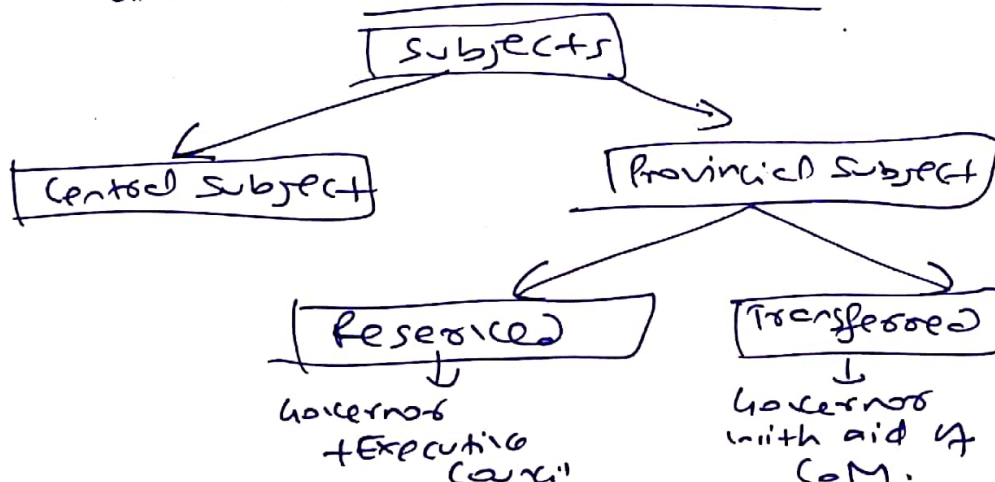 Subjects
Central Subject
Provincial Subject
Reserved
Transferred
Governor
+Executive
Council
Governor
with aid of
CoM.